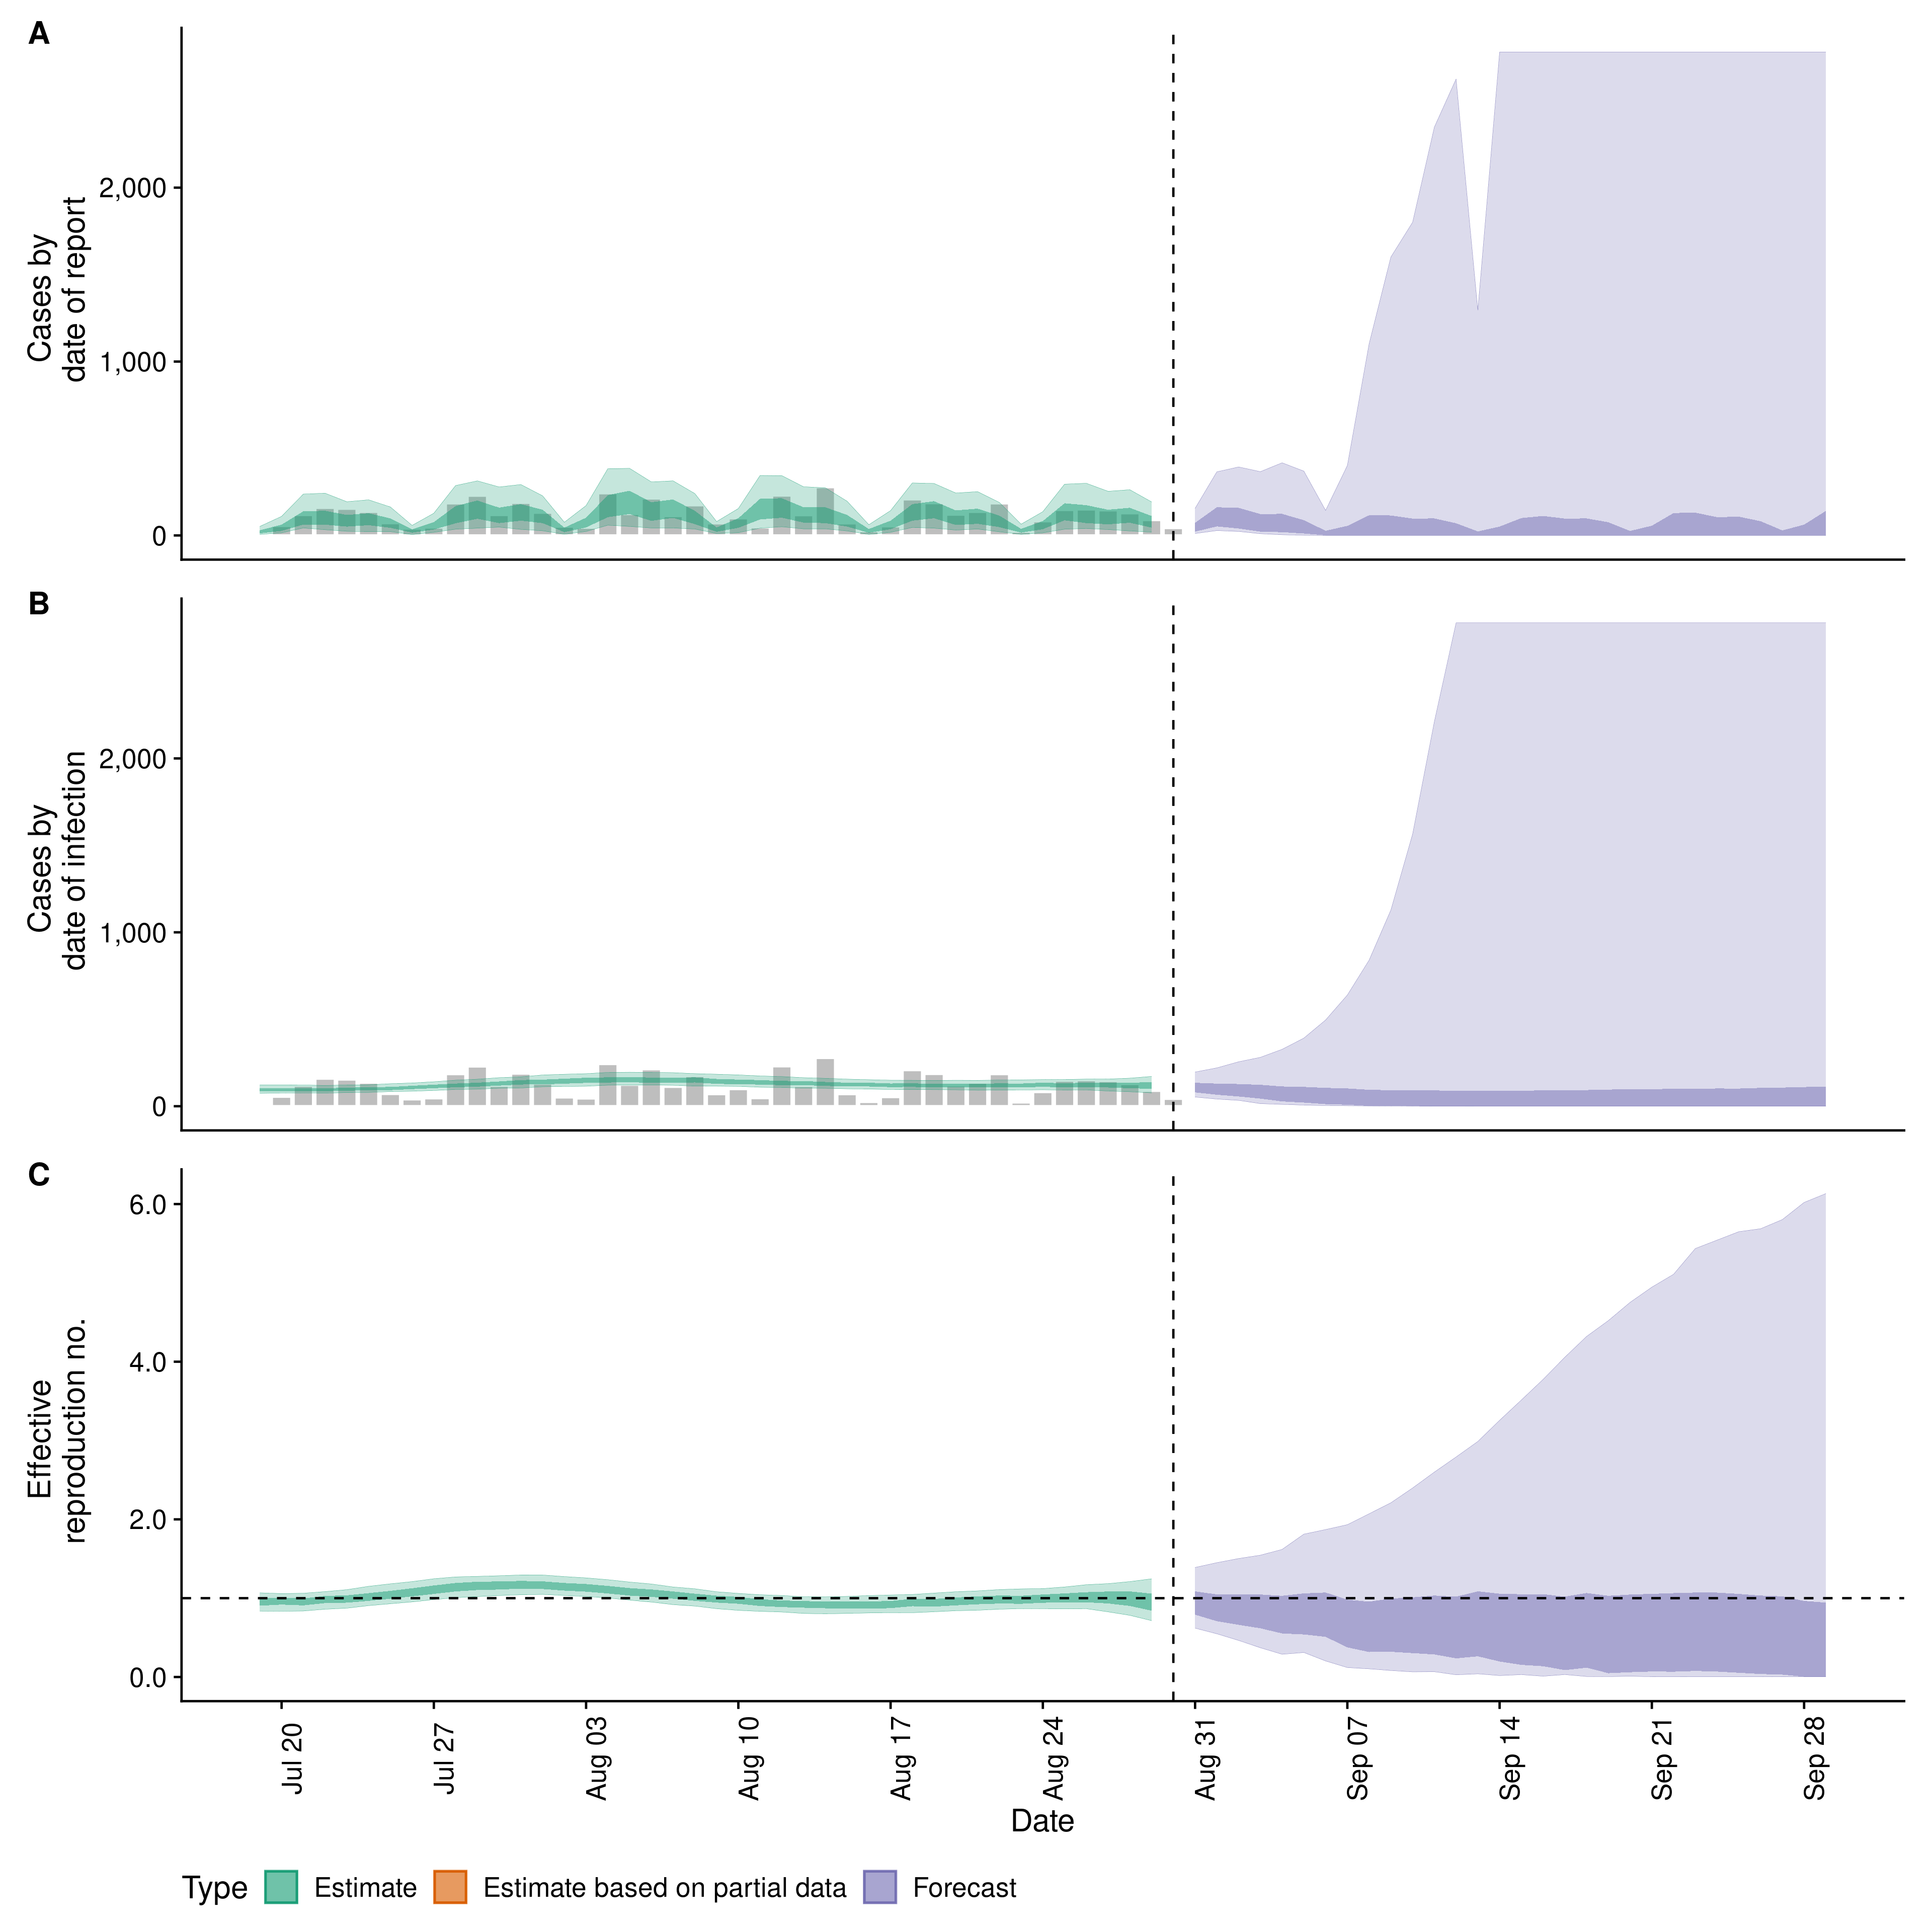 A
Cases by
date of report
2,000
1,000
0
B
Cases by
date of infection
2,000
1,000
0
C
Effective
reproduction no.
6.0
4.0
2.0
0.0
Jul 20
Jul 27
Aug 03
Aug 10
Aug 17
Aug 24
Aug 31
Sep 07
Sep 14
Sep 21
Sep 28
Date
Type Estimate Estimate based on partial data Forecast